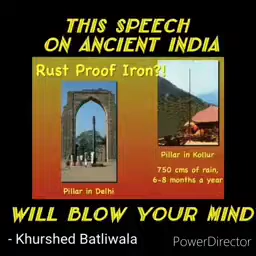 THIS SPEECH
ON ANCIENT INDIA
Rust Proof Iron?!
Pillar in Kollur
750 cms of rain,
6-8 months a year
Pillar in Delhi
WILL BLOW YOUR MIND
- Khurshed Batliwala
PowerDirector